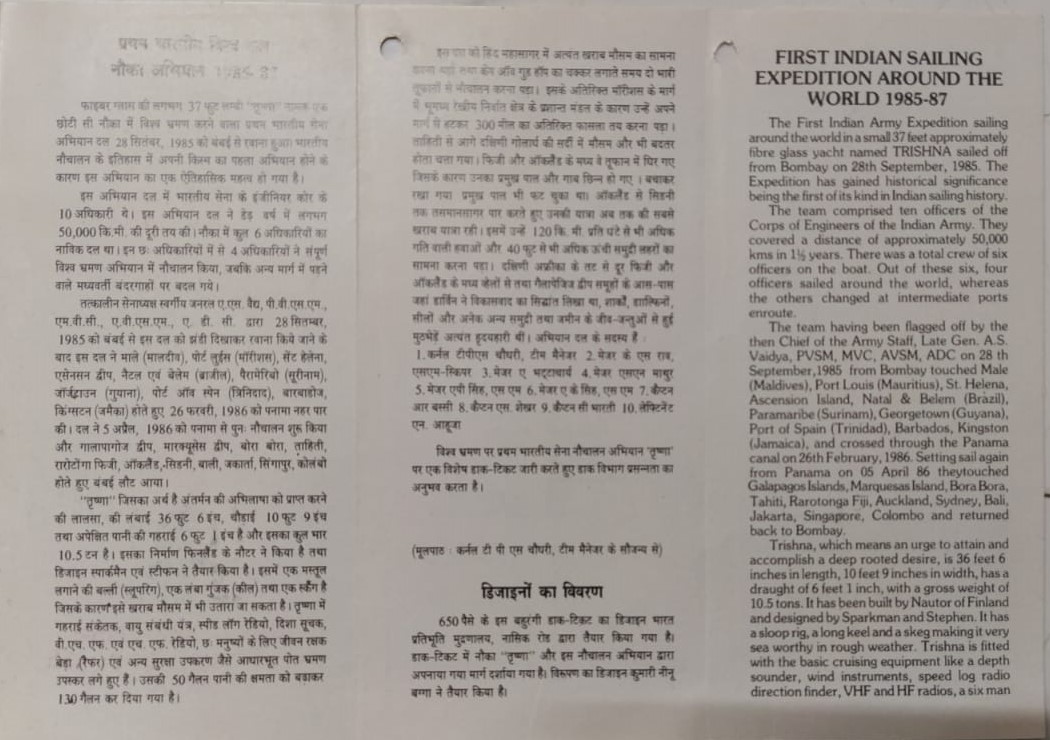 प्रथम भारतीय विश्व दल
नौका अभियान 1985-87
फाइबर ग्लास की लगभग 37 फुट लम्बी "तृष्णा" नामक एक
छोटी सी नौका में विश्व भ्रमण करने वाला प्रथम भारतीय सेना
अभियान दल 28 सितंबर, 1985 को बंबई से रवाना हुआ। भारतीय
नौचालन के इतिहास में अपनी किस्म का पहला अभियान होने के
कारण इस अभियान का एक ऐतिहासिक महत्व हो गया है।
इस अभियान दल में भारतीय सेना के इंजीनियर कोर के
10 अधिकारी थे। इस अभियान दल ने डेढ़ वर्ष में लगभग
50,000 कि.मी. की दूरी तय की। नौका में कुल 6 अधिकारियों का
नाविक दल था। इन छः अधिकारियों में से 4 अधिकारियों ने संपूर्ण
विश्व भ्रमण अभियान में नौचालन किया, जबकि अन्य मार्ग में पड़ने
वाले मध्यवर्ती बंदरगाहों पर बदल गये।
तत्कालीन सेनाध्यक्ष स्वर्गीय जनरल ए.एस. वैद्य, पी.वी.एस.एम.,
एम.वी.सी., ए.वी.एस.एम., ए. डी. सी. द्वारा 28 सितम्बर,
1985 को बंबई से इस दल को झंडी दिखाकर रवाना किये जाने के
बाद इस दल ने माले (मालदीव), पोर्ट लुईस (मॉरीशस), सेंट हेलेना,
एसेनसन द्वीप, नैटल एवं बेलेम (ब्राजील), पैरामेरिबो (सूरीनाम),
जॉर्जटाउन (गुयाना), पोर्ट ऑव स्पेन (त्रिनिदाद), बारबाडोज,
किंग्सटन (जमैका) होते हुए 26 फरवरी, 1986 को पनामा नहर पार
की। दल ने 5 अप्रैल, 1986 को पनामा से पुनः नौचालन शुरू किया
और गालापागोज द्वीप, मारक्यूसेस द्वीप, बोरा बोरा, ताहिती,
रारोटोंगा फिजी, ऑकलैंड, सिडनी, बाली, जकार्ता, सिंगापुर, कोलंबो
होते हुए बंबई लौट आया।
"तृष्णा" जिसका अर्थ है अंतर्मन की अभिलाषा को प्राप्त करने
की लालसा, की लंबाई 36 फुट 6 इंच, चौड़ाई 10 फुट 9 इंच
तथा अपेक्षित पानी की गहराई 6 फुट 1 इंच है और इसका कुल भार
10.5 टन है। इसका निर्माण फिनलैंड के नौटर ने किया है तथा
डिजाइन स्पार्कमैन एवं स्टीफन ने तैयार किया है। इसमें एक मस्तूल
लगाने की बल्ली (स्लूपरिग), एक लंबा गुंजक (कील) तथा एक स्कैग है
जिसके कारण इसे खराब मौसम में भी उतारा जा सकता है। तृष्णा में
गहराई संकेतक, वायु संबंधी यंत्र, स्पीड लॉग रेडियो, दिशा सूचक,
वी.एच. एफ. एवं एच. एफ. रेडियो, छः मनुष्यों के लिए जीवन रक्षक
बेड़ा (रैफर) एवं अन्य सुरक्षा उपकरण जैसे आधारभूत पोत भ्रमण
उपस्कर लगे हुए है। उसकी 50 गैलन पानी की क्षमता को बढ़ाकर
130 गैलन कर दिया गया है।
इस दल को हिंद महासागर में अत्यंत खराब मौसम का सामना
करना पड़ा तथा केप ऑव गुड होप का चक्कर लगाते समय दो भारी
तूफानों से नौचालन करना पड़ा। इसके अतिरिक्त मॉरीशस के मार्ग
में भूमध्य रेखीय निर्वात क्षेत्र के प्रशान्त मंडल के कारण उन्हें अपने
मार्ग से हटकर 300 मील का अतिरिक्त फासला तय करना पड़ा।
ताहिती से आगे दक्षिणी गोलार्ध की सर्दी में मौसम और भी बदतर
होता चला गया। फिजी और ऑकलैंड के मध्य वे तूफान में घिर गए
जिसके कारण उनका प्रमुख पाल और गाब छिन्न हो गए। बचाकर
रखा गया प्रमुख पाल भी फट चुका था। ऑकलैंड से सिडनी
तक तसमानसागर पार करते हुए उनकी यात्रा अब तक की सबसे
खराब यात्रा रही। इसमें उन्हें 120 कि. मी. प्रति घंटे से भी अधिक
गति वाली हवाओं और 40 फुट से भी अधिक ऊंची समुद्री लहरों का
सामना करना पड़ा। दक्षिणी अफ्रीका के तट से दूर फिजी और
ऑकलैंड के मध्य व्हेलों से तथा गैलापेजिज द्वीप समूहों के आस-पास
जहां डार्विन ने विकासवाद का सिद्धांत लिखा था, शार्कों, डाल्फिनों,
सीलों और अनेक अन्य समुद्री तथा जमीन के जीव-जन्तुओं से हुई
मुठभेड़ें अत्यंत हृदयहारी थीं। अभियान दल के सदस्य हैं :
1. कर्नल टीपीएस चौधरी, टीम मैनेजर 2. मेजर के एस राव,
एसएम-स्किपर 3. मेजर ए भट्टाचार्य 4. मेजर एसएन माथुर
5. मेजर एपी सिंह, एस एम 6. मेजर ए के सिंह, एस एम 7. कैप्टन
आर बस्सी 8. कैप्टन एस. शेखर 9. कैप्टन सी भारती 10. लेफ्टिनेंट
एन. आहूजा
विश्व भ्रमण पर प्रथम भारतीय सेना नौचालन अभियान 'तृष्णा'
पर एक विशेष डाक-टिकट जारी करते हुए डाक विभाग प्रसन्नता का
अनुभव करता है।
(मूलपाठ : कर्नल टी पी एस चौधरी, टीम मैनेजर के सौजन्य से)
डिजाइनों का विवरण
650 पैसे के इस बहुरंगी डाक-टिकट का डिजाइन भारत
प्रतिभूति मुद्रणालय, नासिक रोड द्वारा तैयार किया गया है।
डाक-टिकट में नौका "तृष्णा" और इस नौचालन अभियान द्वारा
अपनाया गया मार्ग दर्शाया गया है। विरूपण का डिजाइन कुमारी नीनू
बग्गा ने तैयार किया है।
FIRST INDIAN SAILING
EXPEDITION AROUND THE
WORLD 1985-87
The First Indian Army Expedition sailing
around the world in a small 37 feet approximately
fibre glass yacht named TRISHNA sailed off
from Bombay on 28th September, 1985. The
Expedition has gained historical significance
being the first of its kind in Indian sailing history.
The team comprised ten officers of the
Corps of Engineers of the Indian Army. They
covered a distance of approximately 50,000
kms in 1½ years. There was a total crew of six
officers on the boat. Out of these six, four
officers sailed around the world, whereas
the others changed at intermediate ports
enroute.
The team having been flagged off by the
then Chief of the Army Staff, Late Gen. A.S.
Vaidya, PVSM, MVC, AVSM, ADC on 28 th
September,1985 from Bombay touched Male
(Maldives), Port Louis (Mauritius), St. Helena,
Ascension Island, Natal & Belem (Brazil),
Paramaribe (Surinam), Georgetown (Guyana),
Port of Spain (Trinidad), Barbados, Kingston
(Jamaica), and crossed through the Panama
canal on 26th February, 1986. Setting sail again
from Panama on 05 April 86 theytouched
Galapagos Islands, Marquesas Island, Bora Bora,
Tahiti, Rarotonga Fiji, Auckland, Sydney, Bali,
Jakarta, Singapore, Colombo and returned
back to Bombay.
Trishna, which means an urge to attain and
accomplish a deep rooted desire, is 36 feet 6
inches in length, 10 feet 9 inches in width, has a
draught of 6 feet 1 inch, with a gross weight of
10.5 tons. It has been built by Nautor of Finland
and designed by Sparkman and Stephen. It has
a sloop rig, a long keel and a skeg making it very
sea worthy in rough weather. Trishna is fitted
with the basic cruising equipment like a depth
sounder, wind instruments, speed log radio
direction finder, VHF and HF radios, a six man